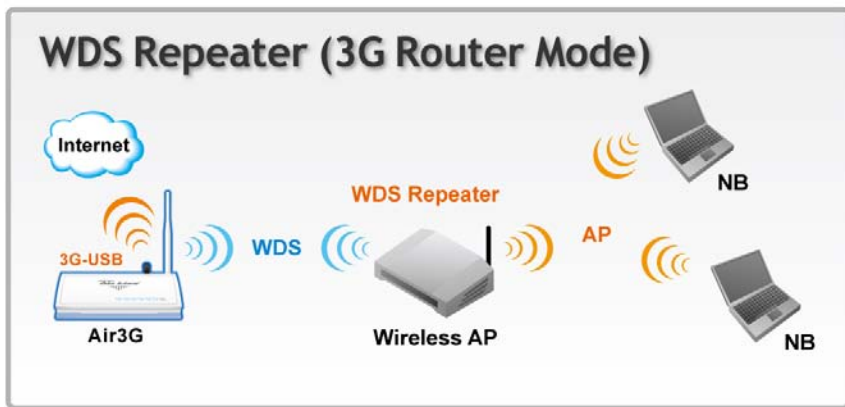 WDS Repeater (3G Router Mode)
Internet
NB
WDS Repeater
WDS
AP
3G-USB
Air3G
Wireless AP
NB